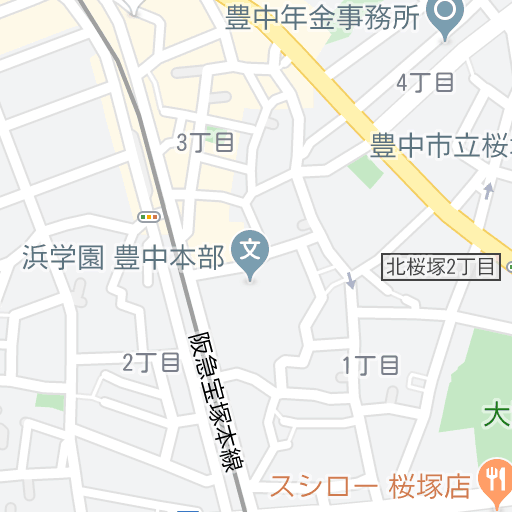 豊中年金事務所
4丁目
3丁目
豊中市立桜
浜学園 豊中本部
文
北桜塚2丁目
2丁目
1丁目
阪急宝塚本線
大
スシロー 桜塚店